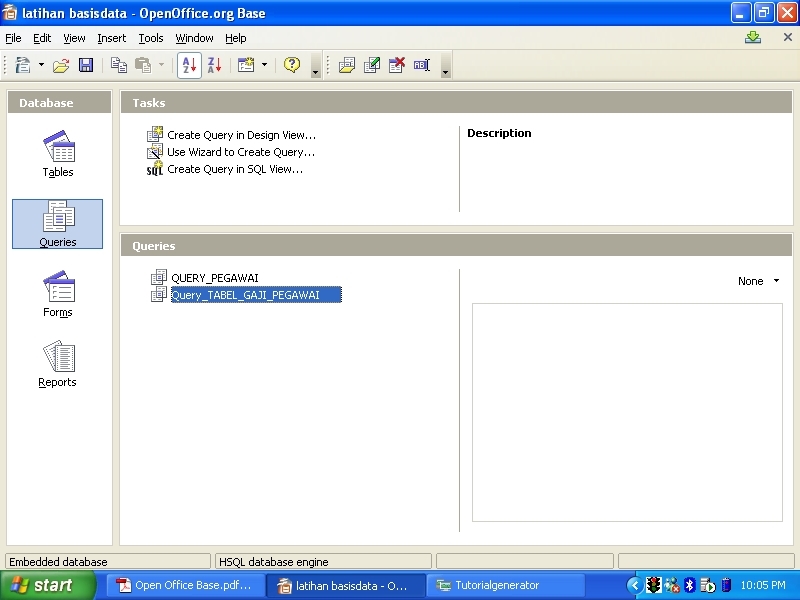 latihan basisdata - OpenOffice.org Base
File Edit View Insert Tools Window Help
Database
Tables
Queries
Forms
Reports
Tasks
Create Query in Design View...
Use Wizard to Create Query...
SQL Create Query in SQL View...
Description
Queries
QUERY_PEGAWAI
Query_TABEL_GAJI_PEGAWAI
None
Embedded database HSQL database engine
start Open Office Base.pdf... latihan basisdata - O... Tutorialgenerator 10:05 PM